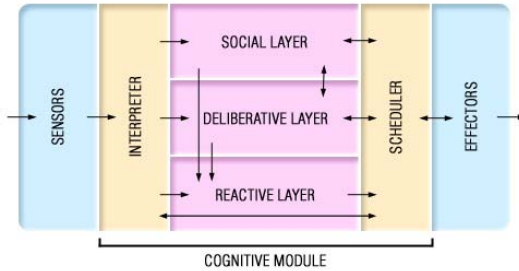 SENSORS
INTERPRETER
SOCIAL LAYER
DELIBERATIVE LAYER
REACTIVE LAYER
SCHEDULER
EFFECTORS
COGNITIVE MODULE